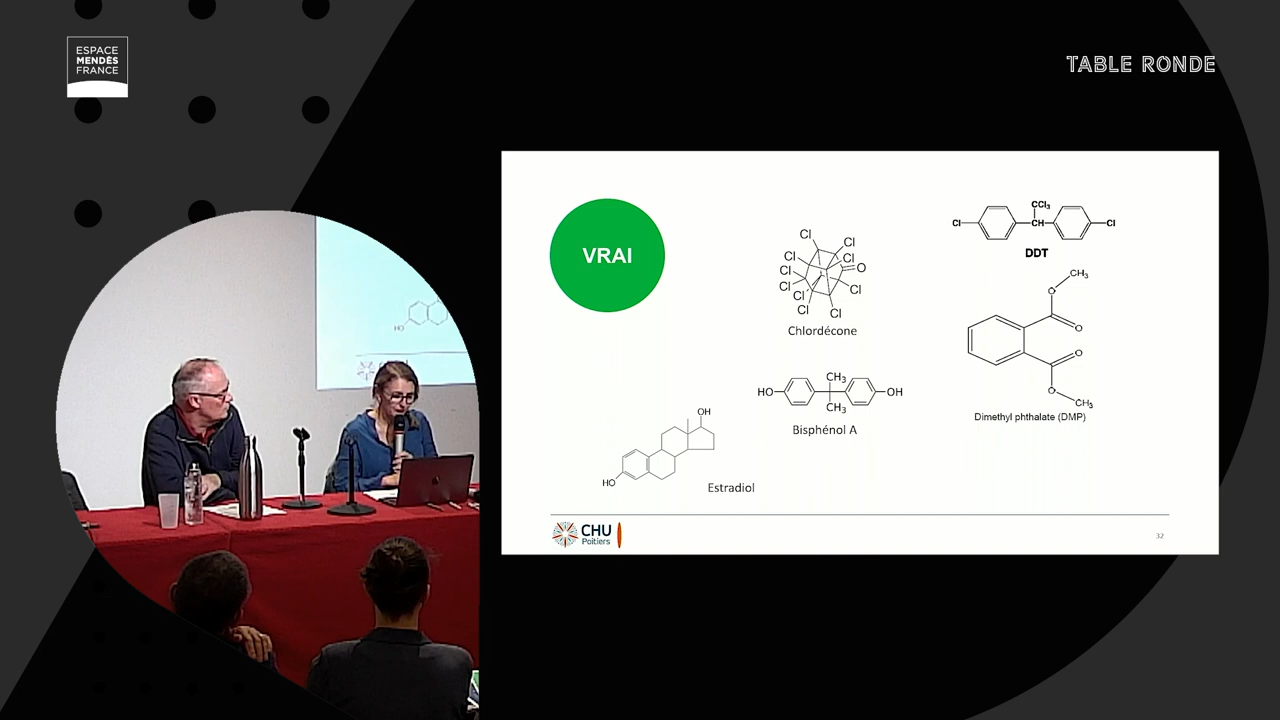 ESPACE
MENDÈS
FRANCE
TABLE RONDE
VRAI
Cl
Cl
Cl
Cl
Cl
Cl
Cl
Cl
Cl
Cl
O
Chlordécone
Cl
CCl₃
CH
Cl
DDT
CH₃
O
O
O
O
CH₃
Dimethyl phthalate (DMP)
HO
CH₃
CH₃
OH
Bisphénol A
OH
HO
Estradiol
CHU
Poitiers
32
HO